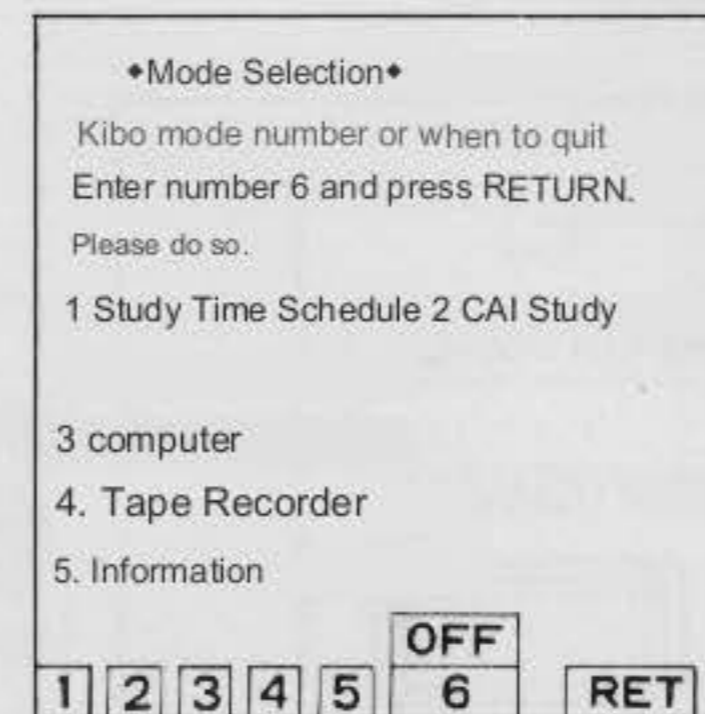 ◆Mode Selection◆
Kibo mode number or when to quit
Enter number 6 and press RETURN.
Please do so.
1 Study Time Schedule 2 CAI Study
3 computer
4. Tape Recorder
5. Information
OFF
1 2 3 4 5 6 RET